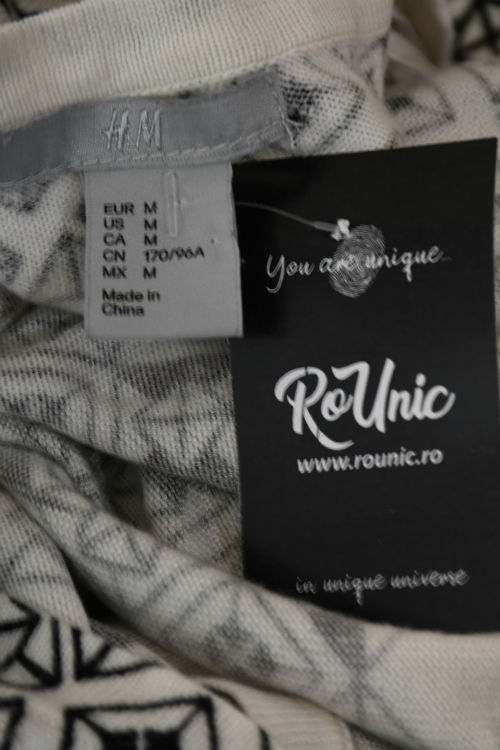 H&M
EUR M
US M
CA M
CN 170/96A
MX M
Made in
China
You are unique...
RoUnic
www.rounic.ro
in unique universe